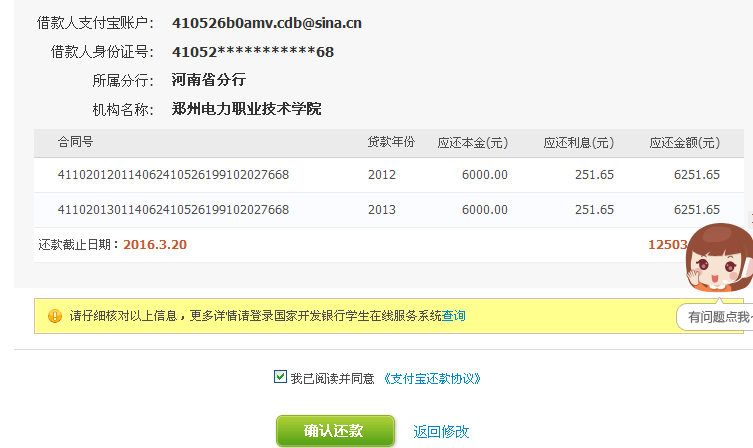 借款人支付宝账户： 410526b0amv.cdb@sina.cn
借款人身份证号： 41052***********68
所属分行： 河南省分行
机构名称： 郑州电力职业技术学院
合同号 贷款年份 应还本金(元) 应还利息(元) 应还金额(元)
411020120114062410526199102027668 2012 6000.00 251.65 6251.65
411020130114062410526199102027668 2013 6000.00 251.65 6251.65
还款截止日期：2016.3.20 12503
请仔细核对以上信息，更多详情请登录国家开发银行学生在线服务系统查询
有问题点我
我已阅读并同意 《支付宝还款协议》
确认还款 返回修改